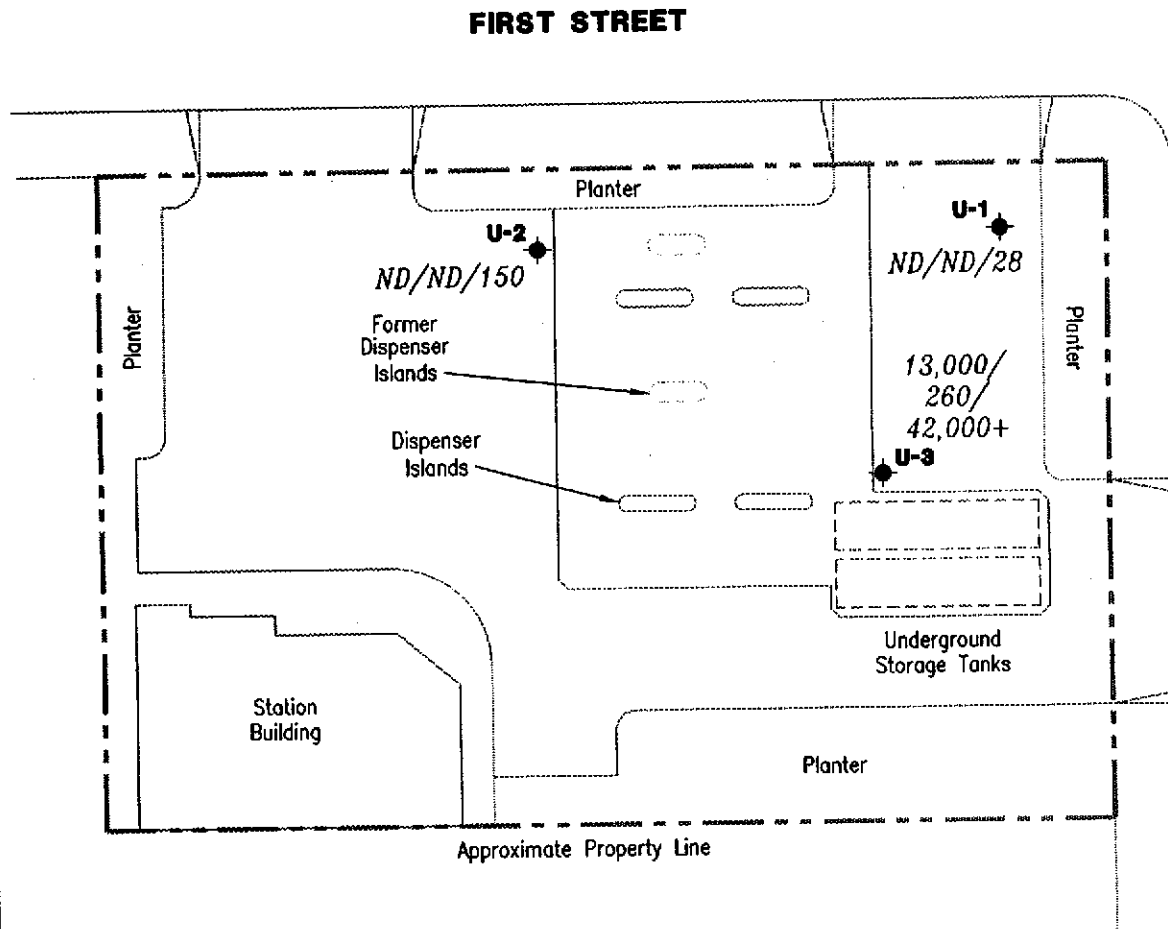 FIRST STREET
Planter
U-1
U-2
ND/ND/28
ND/ND/150
Planter
Former
Dispenser
Islands
Planter
13,000/
260/
42,000+
Dispenser
Islands
U-3
Underground
Storage Tanks
Station
Building
Planter
Approximate Property Line